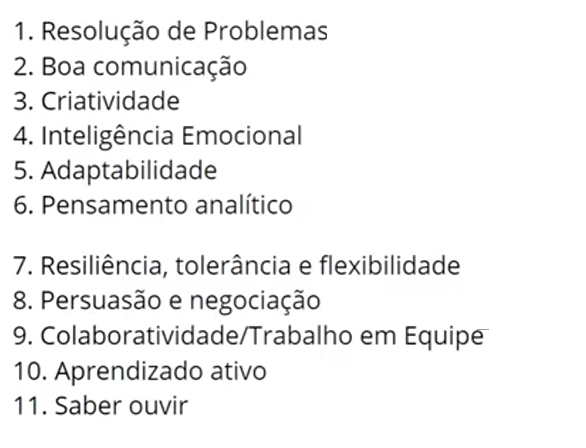 1. Resolução de Problemas
2. Boa comunicação
3. Criatividade
4. Inteligência Emocional
5. Adaptabilidade
6. Pensamento analítico
7. Resiliência, tolerância e flexibilidade
8. Persuasão e negociação
9. Colaboratividade/Trabalho em Equipe
10. Aprendizado ativo
11. Saber ouvir